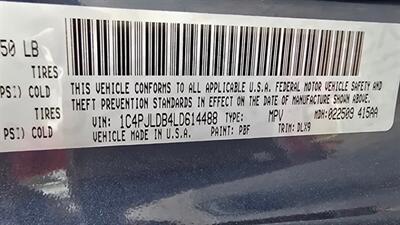 50 LB
TIRES
PSI) COLD
TIRES
PSI) COLD
THIS VEHICLE CONFORMS TO ALL APPLICABLE U.S.A. FEDERAL MOTOR VEHICLE SAFETY AND
THEFT PREVENTION STANDARDS IN EFFECT ON THE DATE OF MANUFACTURE SHOWN ABOVE.
VIN: 1C4PJLDB4LD614488 TYPE: MPV MDH: 022509 415AA
VEHICLE MADE IN U.S.A. PAINT: PBF TRIM: DLX9